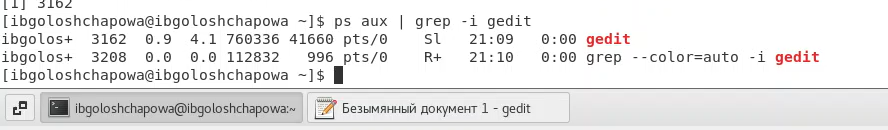 [1] 3162
[ibgoloshchapowa@ibgoloshchapowa ~]$ ps aux | grep -i gedit
ibgolos+  3162  0.9  4.1 760336 41660 pts/0    Sl   21:09   0:00 gedit
ibgolos+  3208  0.0  0.0 112832   996 pts/0    R+   21:10   0:00 grep --color=auto -i gedit
[ibgoloshchapowa@ibgoloshchapowa ~]$
ibgoloshchapowa@ibgoloshchapowa:~ Безымянный документ 1 - gedit